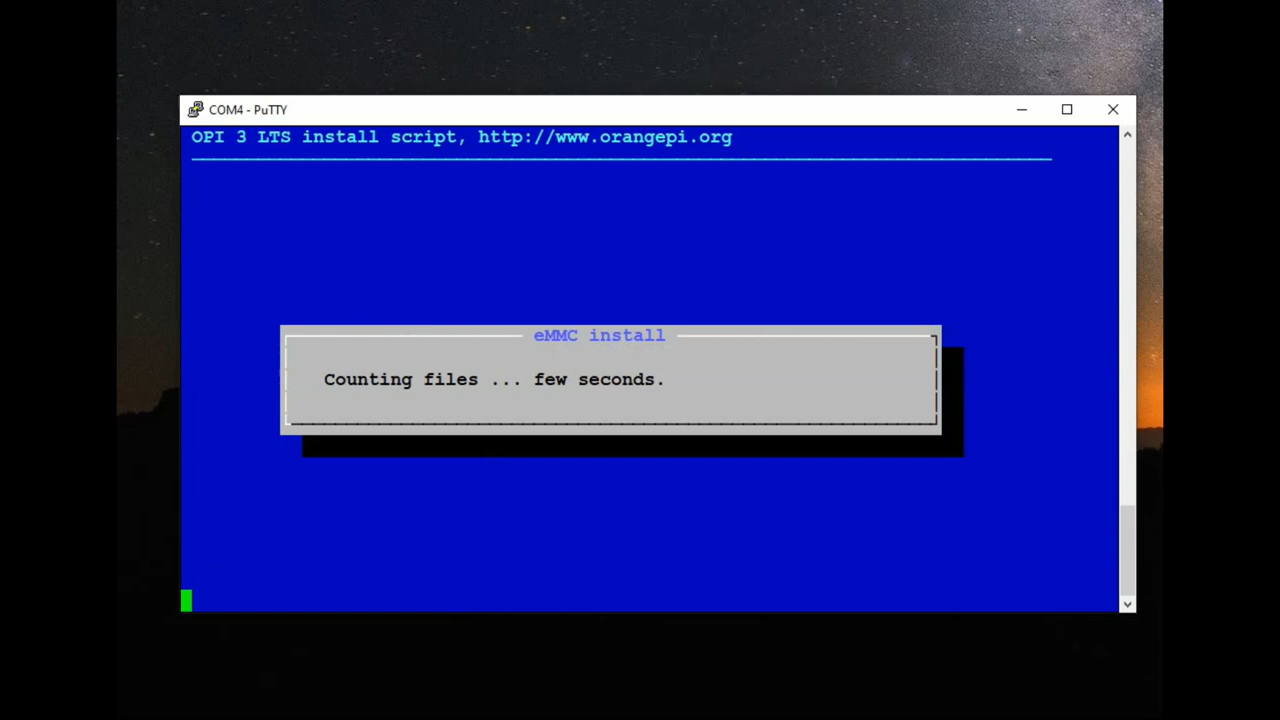 COM4 - PuTTY
OPI 3 LTS install script, http://www.orangepi.org
eMMC install
Counting files ... few seconds.